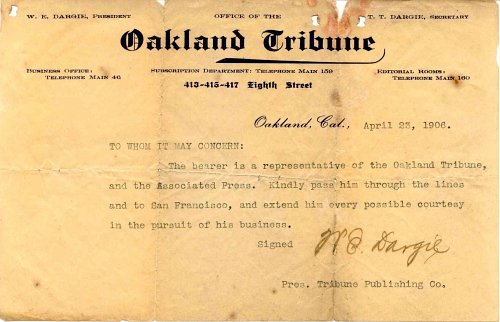 W. E. DARGIE, PRESIDENT OFFICE OF THE T. T. DARGIE, SECRETARY
Oakland Tribune
BUSINESS OFFICE: SUBSCRIPTION DEPARTMENT: TELEPHONE MAIN 159 EDITORIAL ROOMS:
TELEPHONE MAIN 46 TELEPHONE MAIN 160
413-415-417 Eighth Street
Oakland, Cal., April 23, 1906.
TO WHOM IT MAY CONCERN:
The bearer is a representative of the Oakland Tribune,
and the Associated Press. Kindly pass him through the lines
and to San Francisco, and extend him every possible courtesy
in the pursuit of his business.
Signed W. E. Dargie
Pres. Tribune Publishing Co.